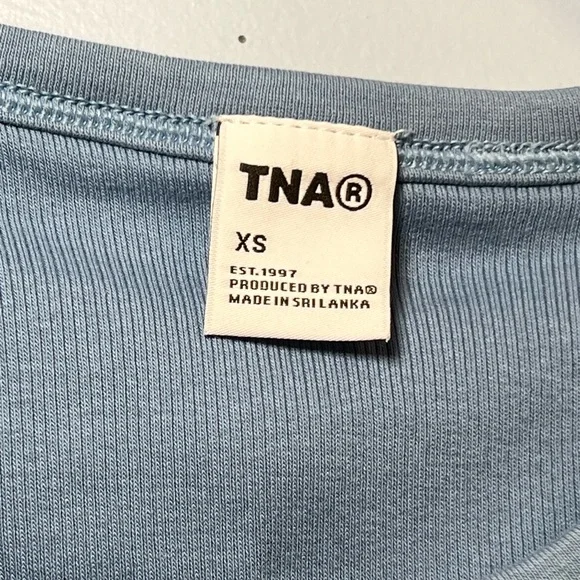 TNA®
XS
EST.1997
PRODUCED BY TNA®
MADE IN SRI LANKA